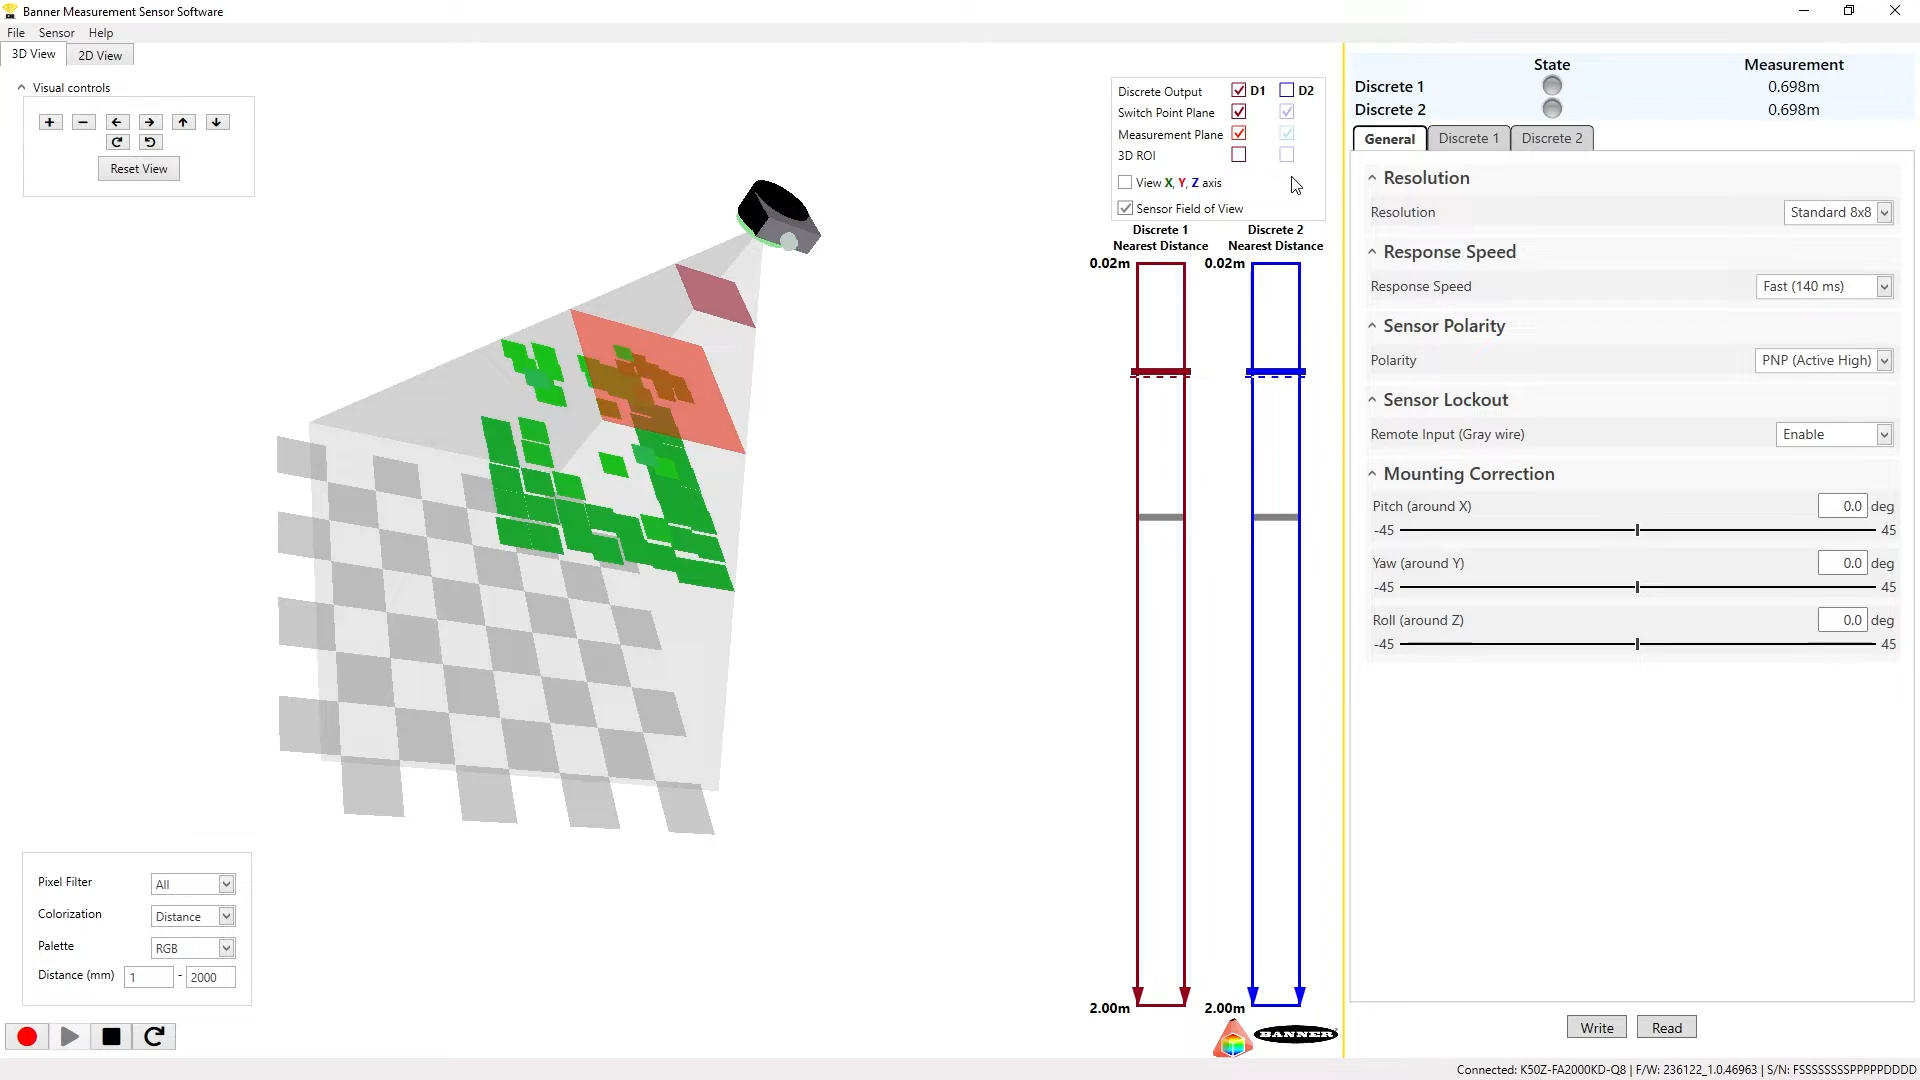 Banner Measurement Sensor Software
File Sensor Help
3D View 2D View
Visual controls
Reset View
Discrete Output D1 D2
Switch Point Plane
Measurement Plane
3D ROI
View X, Y, Z axis
Sensor Field of View
Discrete 1 Discrete 2
Nearest Distance Nearest Distance
0.02m 0.02m
2.00m 2.00m
BANNER
Pixel Filter All
Colorization Distance
Palette RGB
Distance (mm) 1 - 2000
State Measurement
Discrete 1 0.698m
Discrete 2 0.698m
General Discrete 1 Discrete 2
Resolution
Resolution Standard 8x8
Response Speed
Response Speed Fast (140 ms)
Sensor Polarity
Polarity PNP (Active High)
Sensor Lockout
Remote Input (Gray wire) Enable
Mounting Correction
Pitch (around X) 0.0 deg
-45 45
Yaw (around Y) 0.0 deg
-45 45
Roll (around Z) 0.0 deg
-45 45
Write Read
Connected: K50Z-FA2000KD-Q8 | F/W: 236122_1.0.46963 | S/N: FSSSSSSSSPPPPPDDDD